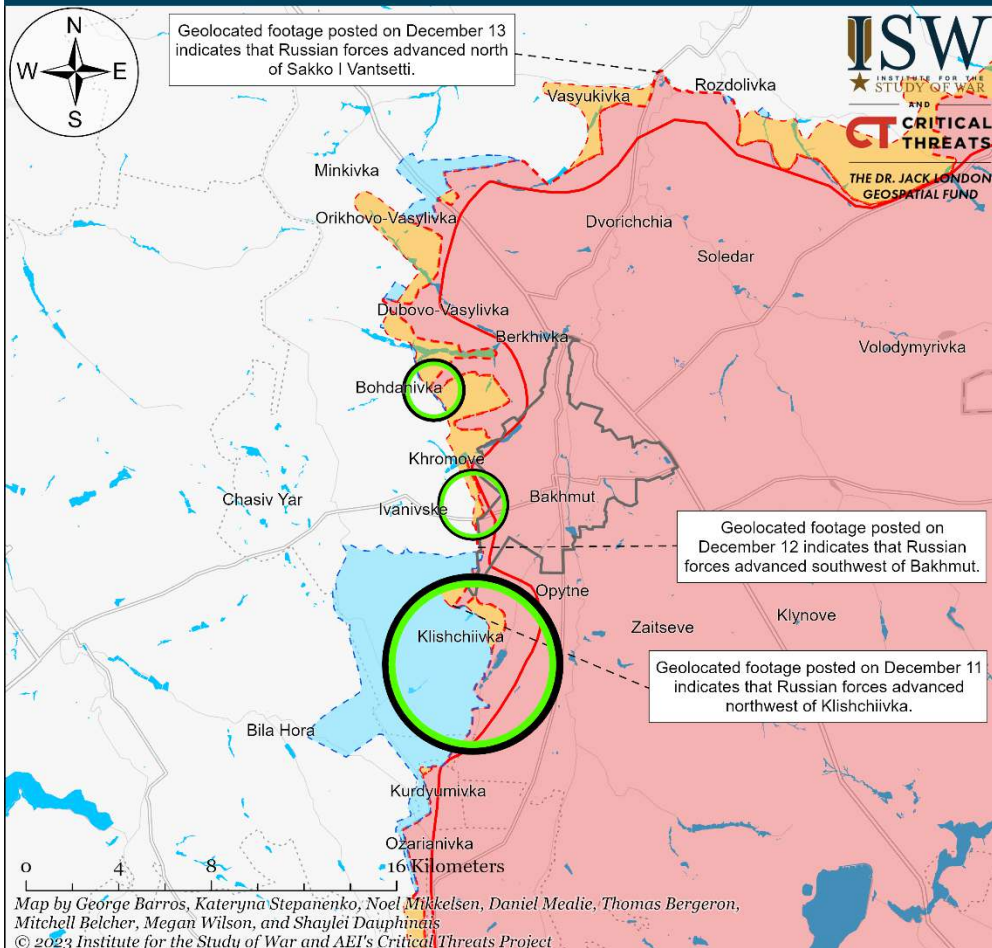 N
W
E
S
Geolocated footage posted on December 13
indicates that Russian forces advanced north
of Sakko I Vantsetti.
ISW
INSTITUTE FOR THE
STUDY OF WAR
AND
CT CRITICAL
THREATS
THE DR. JACK LONDON
GEOSPATIAL FUND
Vasyukivka
Rozdolivka
Minkivka
Orikhovo-Vasylivka
Dvorichchia
Soledar
Dubovo-Vasylivka
Berkhivka
Volodymyrivka
Bohdanivka
Khromove
Chasiv Yar
Ivanivske
Bakhmut
Geolocated footage posted on
December 12 indicates that Russian
forces advanced southwest of Bakhmut.
Opytne
Klishchiivka
Zaitseve
Klynove
Geolocated footage posted on December 11
indicates that Russian forces advanced
northwest of Klishchiivka.
Bila Hora
Kurdyumivka
Ozarianivka
0 4 8 16 Kilometers
Map by George Barros, Kateryna Stepanenko, Noel Mikkelsen, Daniel Mealie, Thomas Bergeron,
Mitchell Belcher, Megan Wilson, and Shaylei Dauphinais
© 2023 Institute for the Study of War and AEI's Critical Threats Project